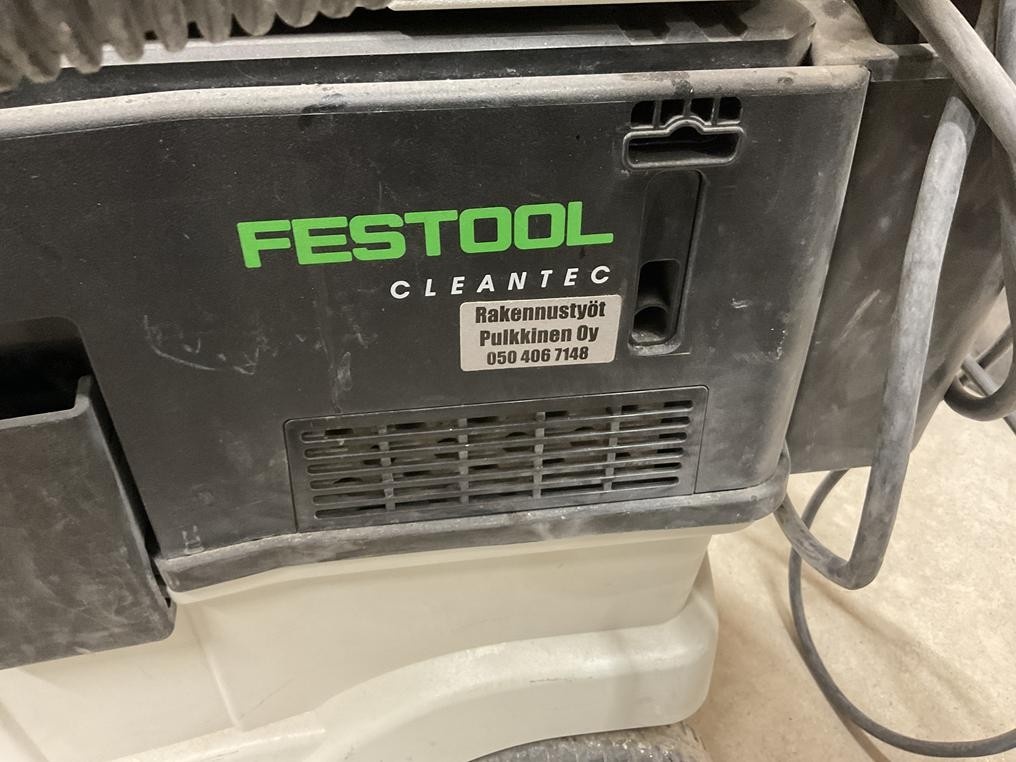 FESTOOL
CLEANTEC
Rakennustyöt
Pulkkinen Oy
050 406 7148